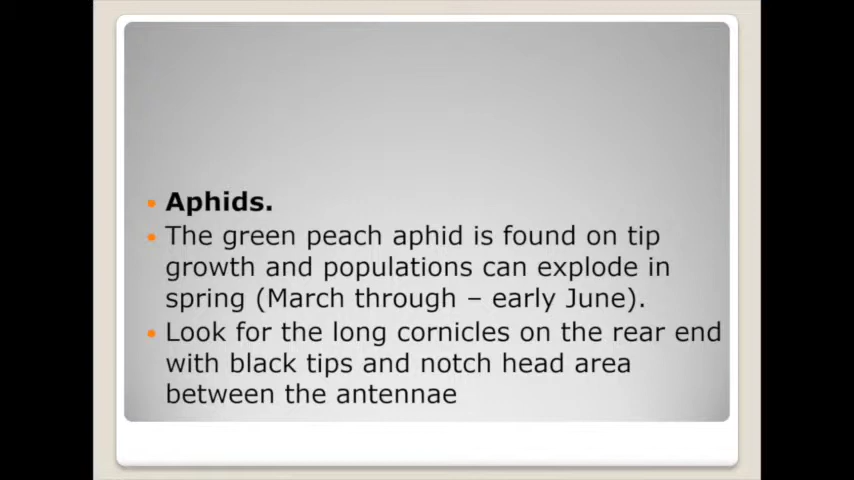 • Aphids.
• The green peach aphid is found on tip
growth and populations can explode in
spring (March through – early June).
• Look for the long cornicles on the rear end
with black tips and notch head area
between the antennae